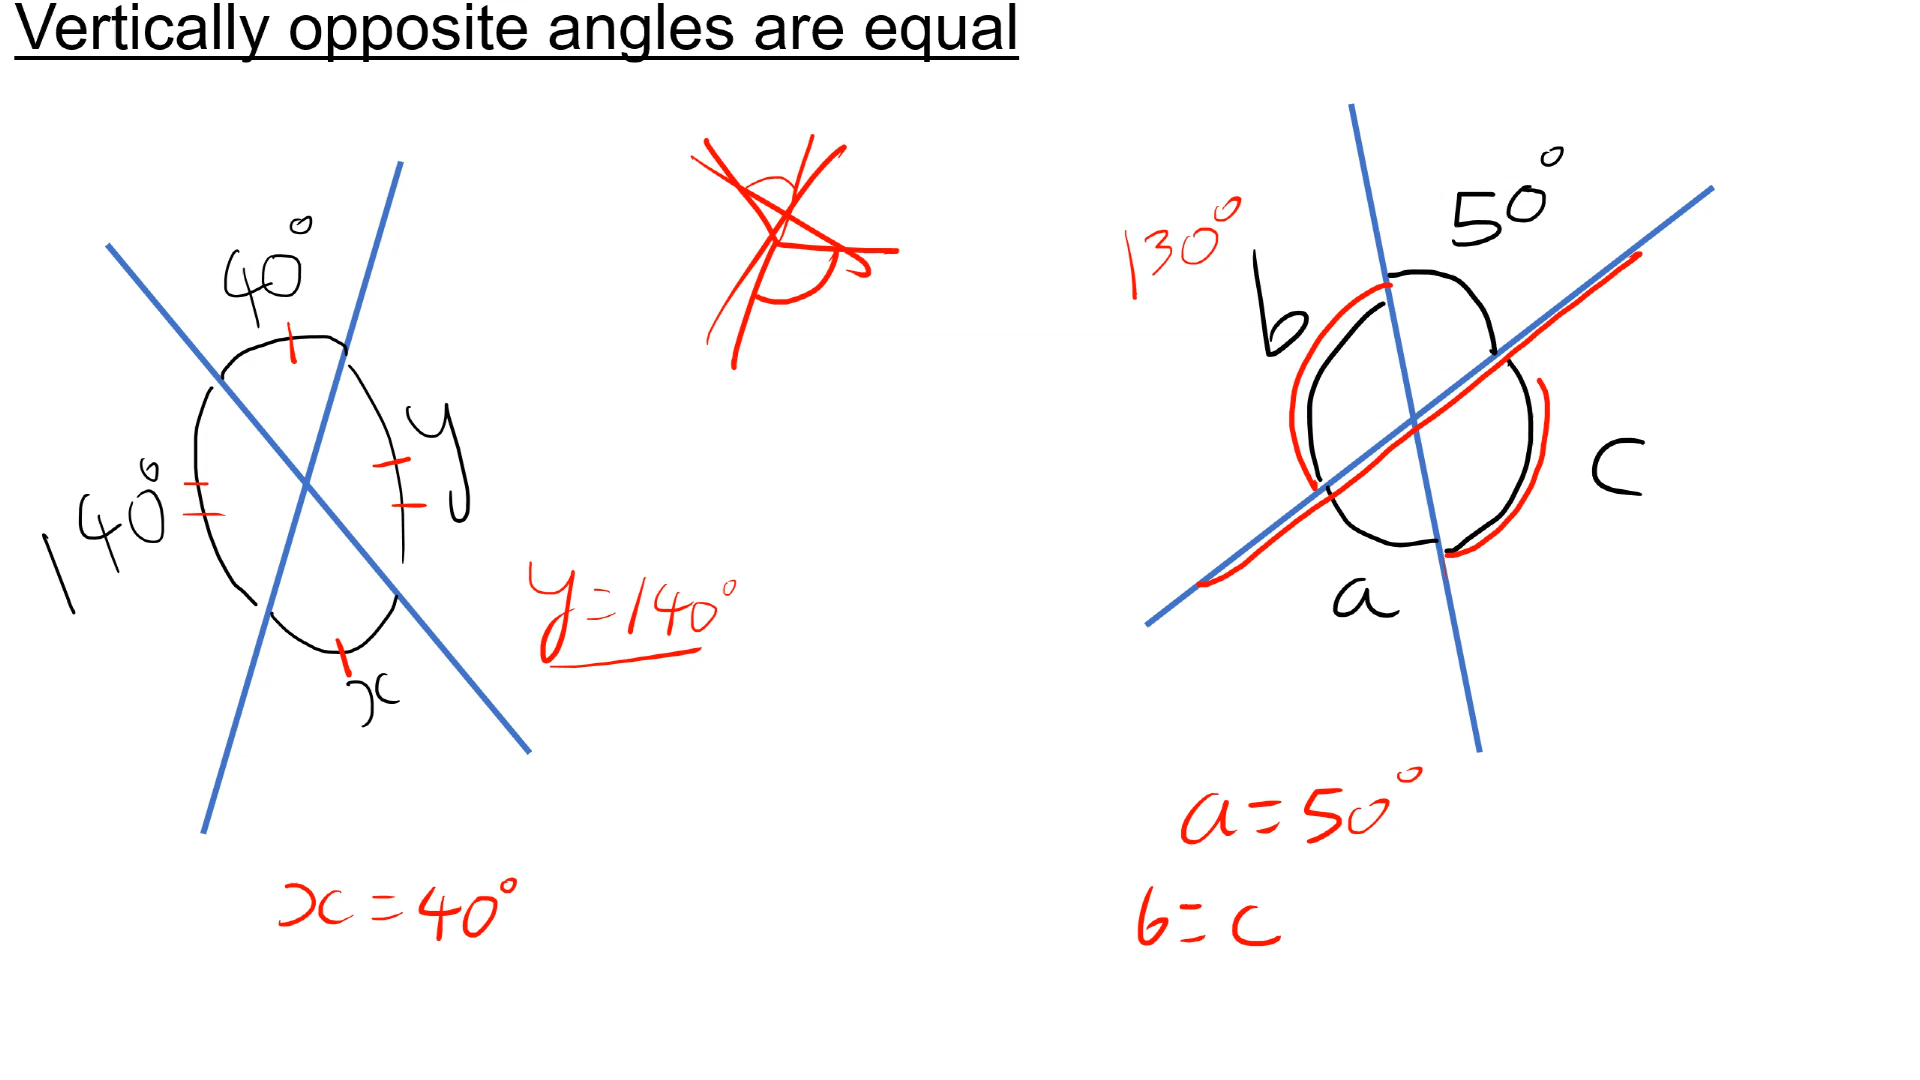 Vertically opposite angles are equal
40°
140°
y
x
y=140°
x=40°
130°
50°
b
c
a
a=50°
b=c